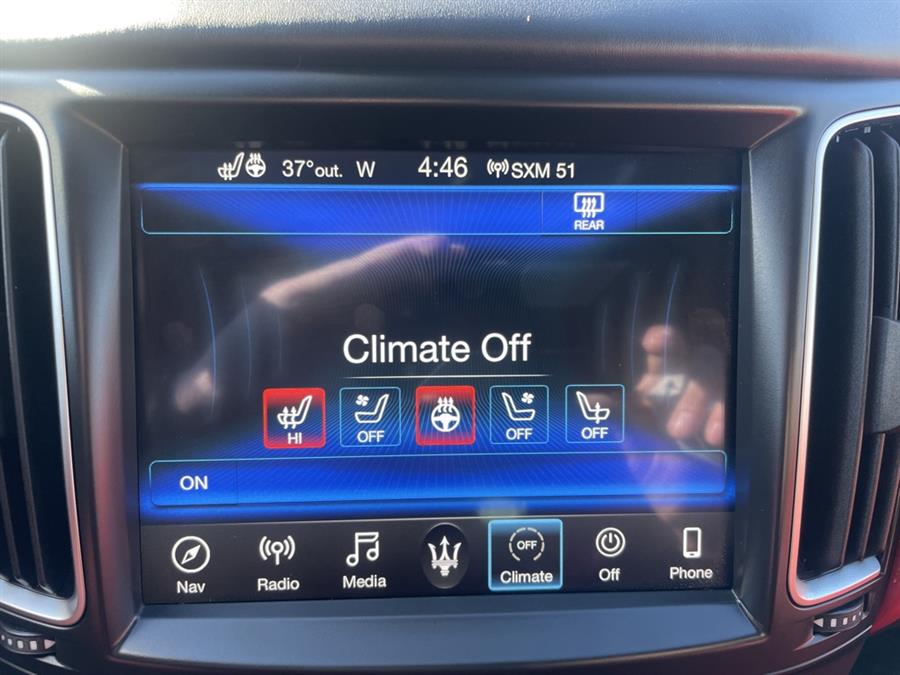 37°out. W 4:46 SXM 51
REAR
Climate Off
HI OFF OFF OFF
ON
OFF
Nav Radio Media Climate Off Phone